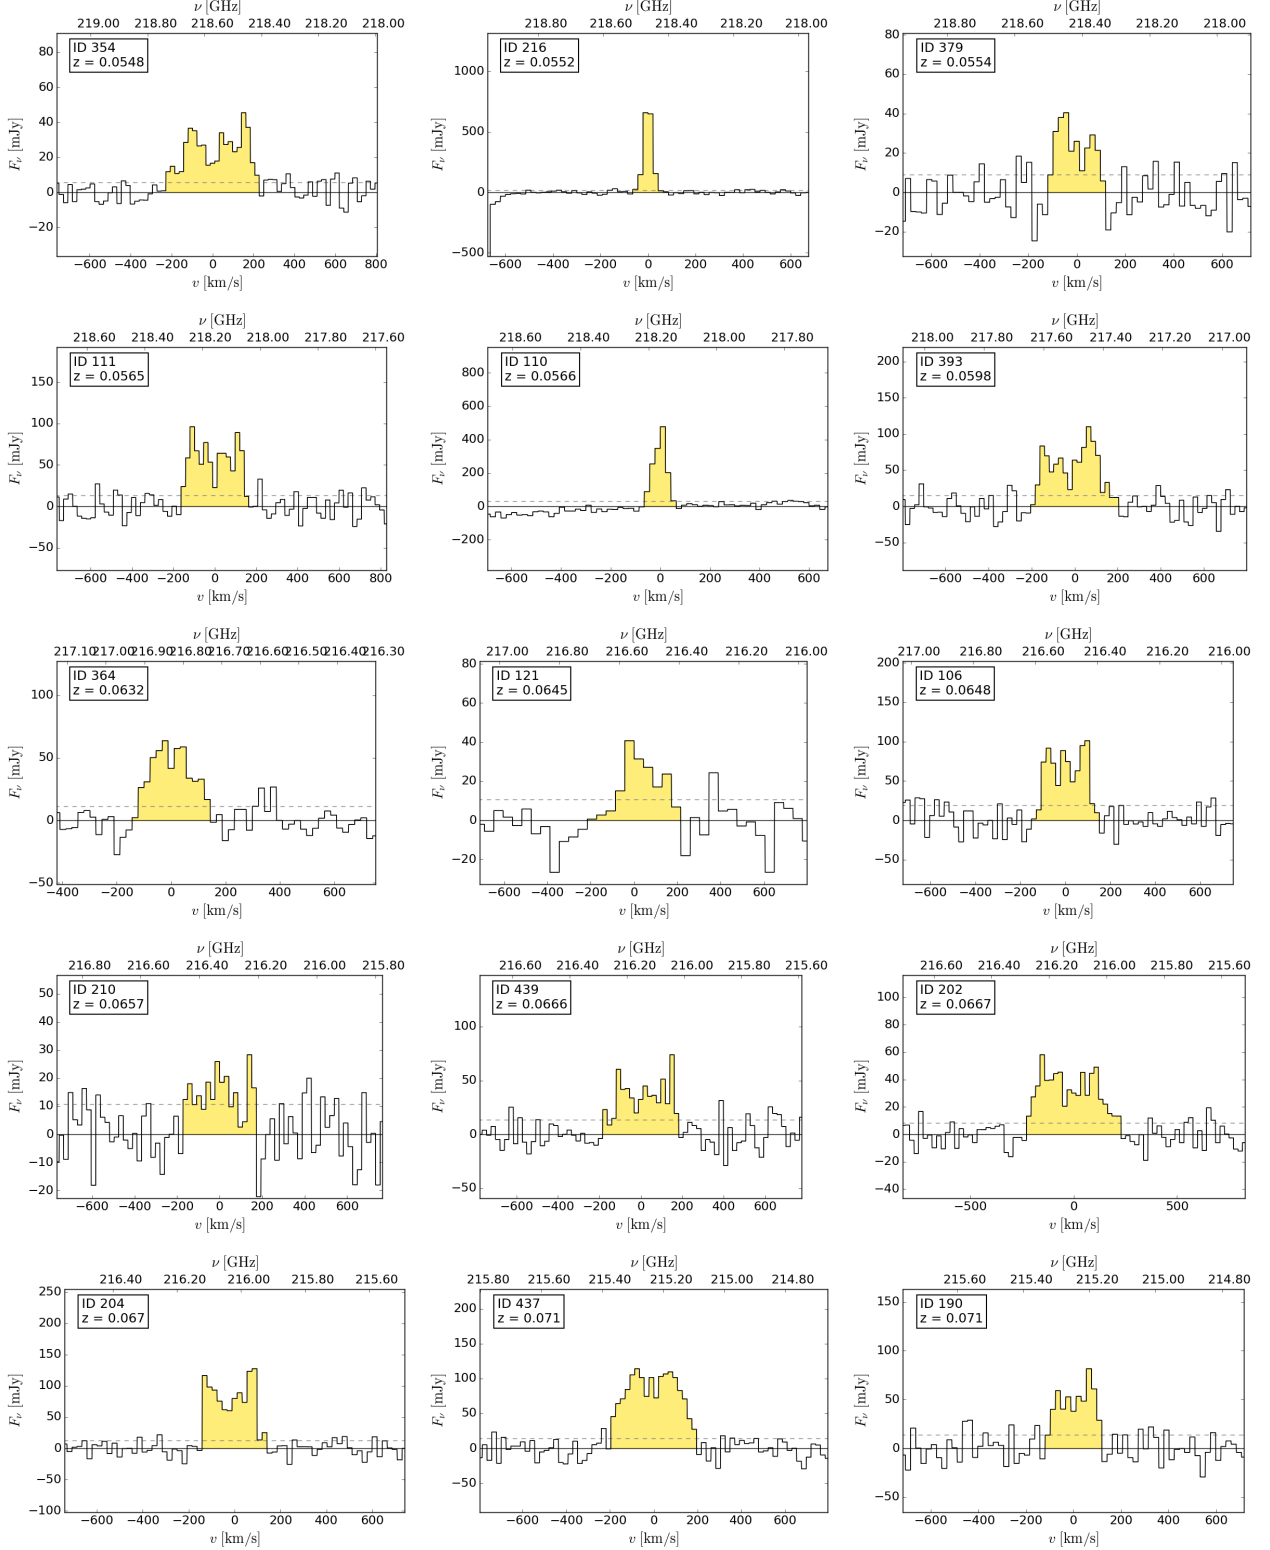 ν [GHz] ν [GHz] ν [GHz]
219.00 218.80 218.60 218.40 218.20 218.00 218.80 218.60 218.40 218.20 218.00 218.80 218.60 218.40 218.20 218.00
ID 354
z = 0.0548
80
60
40
20
0
−20
Fν [mJy]
−600 −400 −200 0 200 400 600 800
v [km/s]
ID 216
z = 0.0552
1000
500
0
−500
−600 −400 −200 0 200 400 600
v [km/s]
ID 379
z = 0.0554
80
60
40
20
0
−20
Fν [mJy]
−600 −400 −200 0 200 400 600
v [km/s]
ν [GHz] ν [GHz] ν [GHz]
218.60 218.40 218.20 218.00 217.80 217.60 218.60 218.40 218.20 218.00 217.80 218.00 217.80 217.60 217.40 217.20 217.00
ID 111
z = 0.0565
150
100
50
0
−50
Fν [mJy]
−600 −400 −200 0 200 400 600 800
v [km/s]
ID 110
z = 0.0566
800
600
400
200
0
−200
Fν [mJy]
−600 −400 −200 0 200 400 600
v [km/s]
ID 393
z = 0.0598
200
150
100
50
0
−50
Fν [mJy]
−600 −400 −200 0 200 400 600
v [km/s]
ν [GHz] ν [GHz] ν [GHz]
217.10 217.00 216.90 216.80 216.70 216.60 216.50 216.40 216.30 217.00 216.80 216.60 216.40 216.20 216.00 217.00 216.80 216.60 216.40 216.20 216.00
ID 364
z = 0.0632
100
50
0
−50
Fν [mJy]
−400 −200 0 200 400 600
v [km/s]
ID 121
z = 0.0645
80
60
40
20
0
−20
Fν [mJy]
−600 −400 −200 0 200 400 600
v [km/s]
ID 106
z = 0.0648
200
150
100
50
0
−50
Fν [mJy]
−600 −400 −200 0 200 400 600
v [km/s]
ν [GHz] ν [GHz] ν [GHz]
216.80 216.60 216.40 216.20 216.00 215.80 216.60 216.40 216.20 216.00 215.80 215.60 216.60 216.40 216.20 216.00 215.80 215.60
ID 210
z = 0.0657
50
40
30
20
10
0
−10
−20
Fν [mJy]
−600 −400 −200 0 200 400 600
v [km/s]
ID 439
z = 0.0666
100
50
0
−50
Fν [mJy]
−600 −400 −200 0 200 400 600
v [km/s]
ID 202
z = 0.0667
100
80
60
40
20
0
−20
−40
Fν [mJy]
−500 0 500
v [km/s]
ν [GHz] ν [GHz] ν [GHz]
216.40 216.20 216.00 215.80 215.60 215.80 215.60 215.40 215.20 215.00 214.80 215.60 215.40 215.20 215.00 214.80
ID 204
z = 0.067
250
200
150
100
50
0
−50
−100
Fν [mJy]
−600 −400 −200 0 200 400 600
v [km/s]
ID 437
z = 0.071
200
150
100
50
0
−50
Fν [mJy]
−600 −400 −200 0 200 400 600
v [km/s]
ID 190
z = 0.071
150
100
50
0
−50
Fν [mJy]
−600 −400 −200 0 200 400 600
v [km/s]